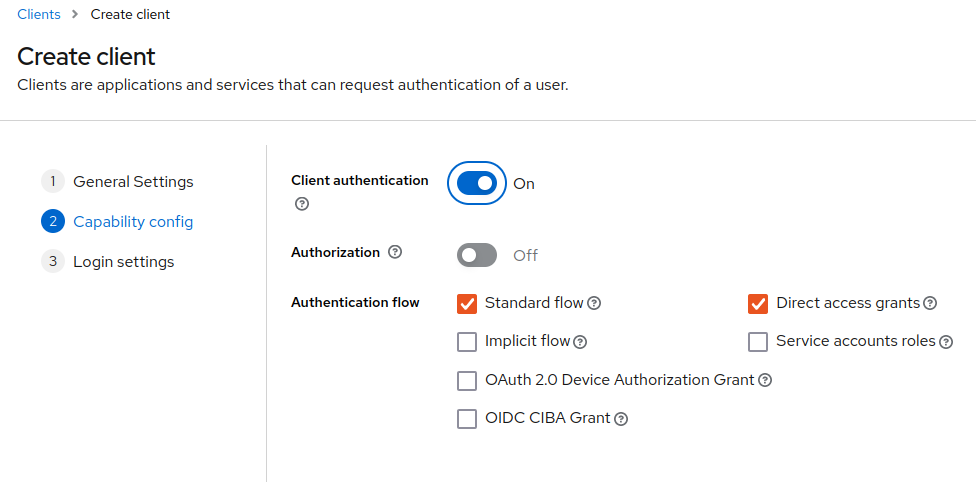 Clients > Create client
Create client
Clients are applications and services that can request authentication of a user.
1 General Settings
2 Capability config
3 Login settings
Client authentication
On
Authorization
Off
Authentication flow
Standard flow
Direct access grants
Implicit flow
Service accounts roles
OAuth 2.0 Device Authorization Grant
OIDC CIBA Grant